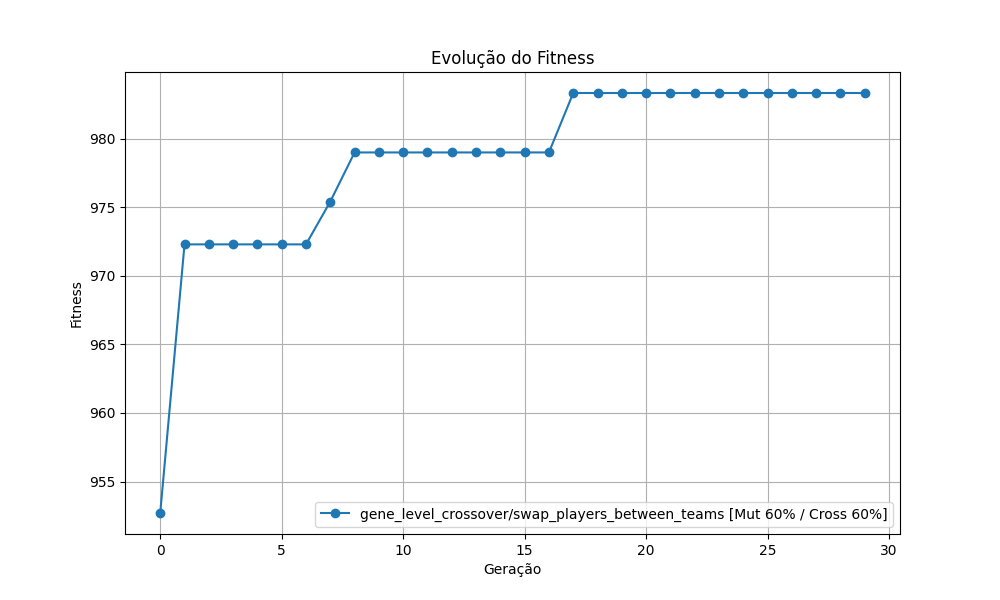 Evolução do Fitness
Fitness
980
975
970
965
960
955
gene_level_crossover/swap_players_between_teams [Mut 60% / Cross 60%]
0 5 10 15 20 25 30
Geração